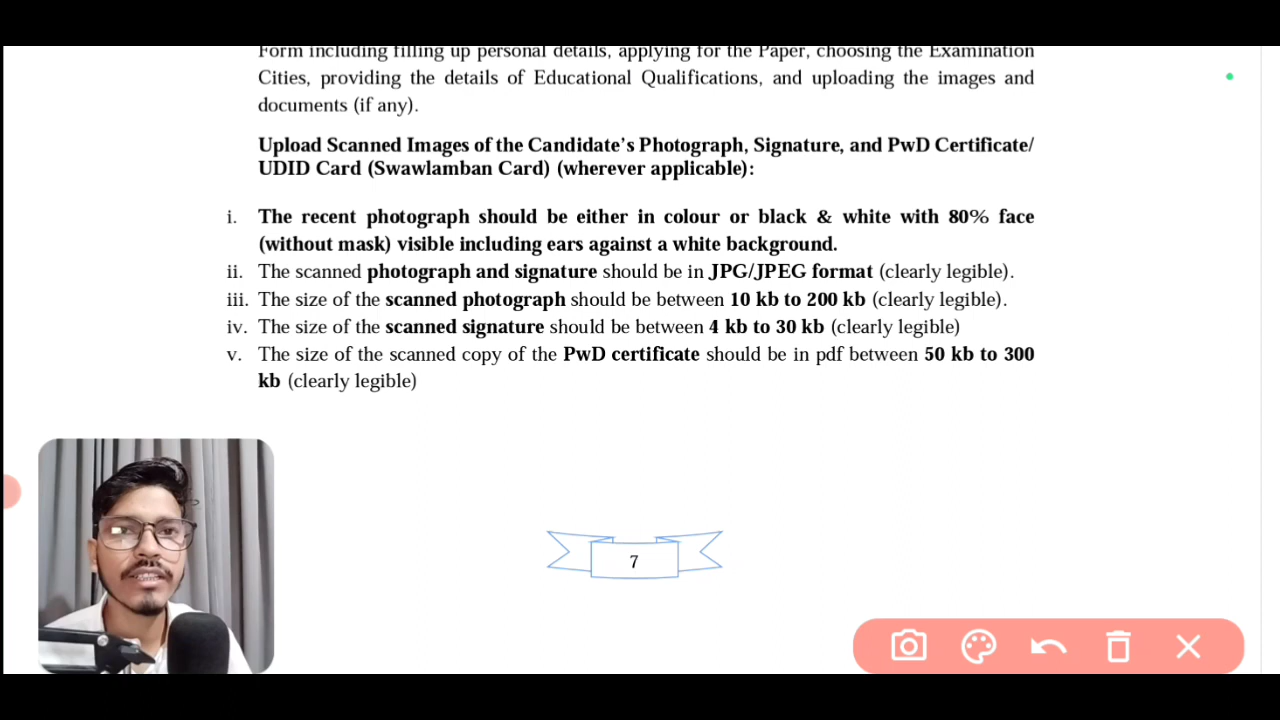 Form including filling up personal details, applying for the Paper, choosing the Examination
Cities, providing the details of Educational Qualifications, and uploading the images and
documents (if any).
Upload Scanned Images of the Candidate's Photograph, Signature, and PwD Certificate/
UDID Card (Swawlamban Card) (wherever applicable):
i. The recent photograph should be either in colour or black & white with 80% face
(without mask) visible including ears against a white background.
ii. The scanned photograph and signature should be in JPG/JPEG format (clearly legible).
iii. The size of the scanned photograph should be between 10 kb to 200 kb (clearly legible).
iv. The size of the scanned signature should be between 4 kb to 30 kb (clearly legible)
v. The size of the scanned copy of the PwD certificate should be in pdf between 50 kb to 300
kb (clearly legible)
7